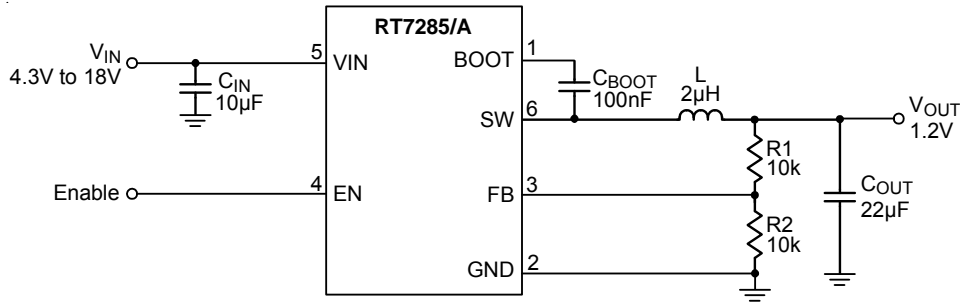 RT7285/A
VIN
4.3V to 18V
CIN
10μF
5
VIN
BOOT
1
CBOOT
100nF
L
2μH
6
SW
VOUT
1.2V
R1
10k
Enable
4
EN
FB
3
COUT
22μF
R2
10k
GND
2